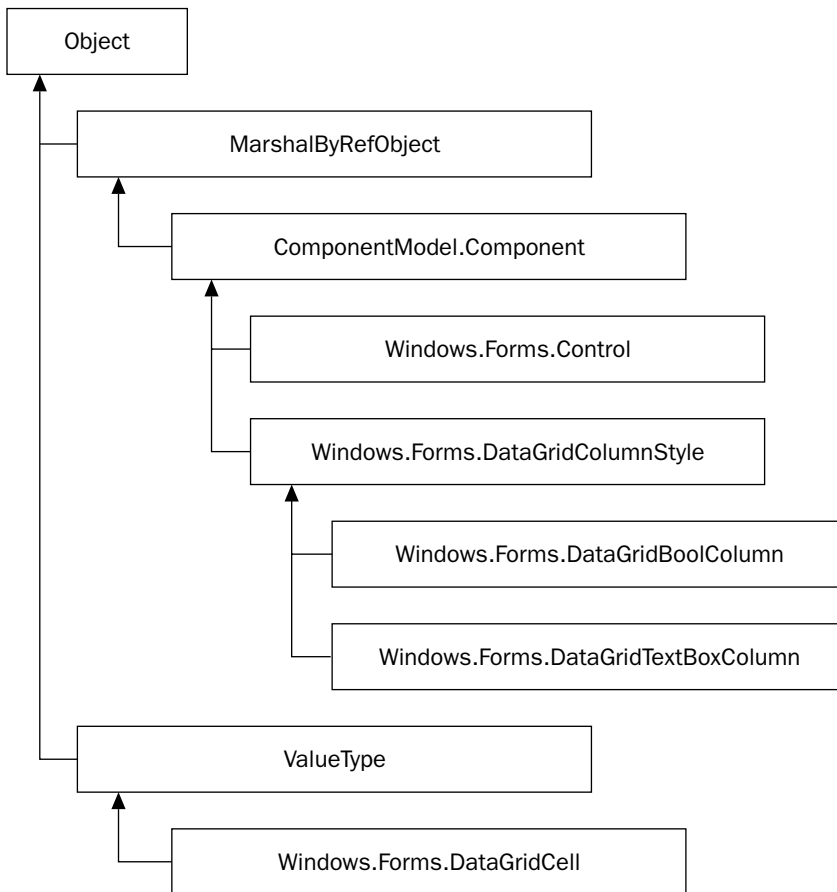 Object
MarshalByRefObject
ComponentModel.Component
Windows.Forms.Control
Windows.Forms.DataGridColumnStyle
Windows.Forms.DataGridBoolColumn
Windows.Forms.DataGridTextBoxColumn
ValueType
Windows.Forms.DataGridCell